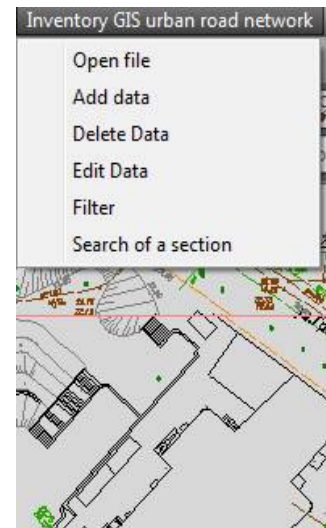 Inventory GIS urban road network
Open file
Add data
Delete Data
Edit Data
Filter
Search of a section